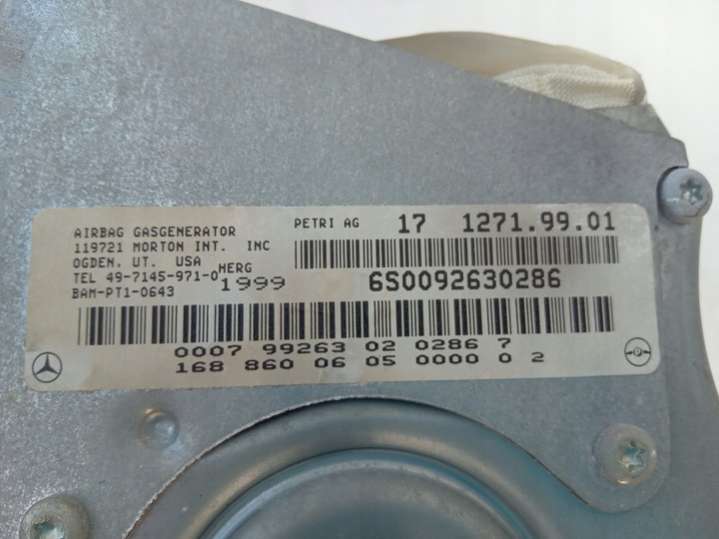 AIRBAG GASGENERATOR
119721 MORTON INT. INC
OGDEN. UT. USA
TEL 49-7145-971-0
BAM-PT1-0643
HERG
1999
PETRI AG 17 1271.99.01
6S0092630286
0007 99263 02 0286 7
168 860 06 05 0000 0 2